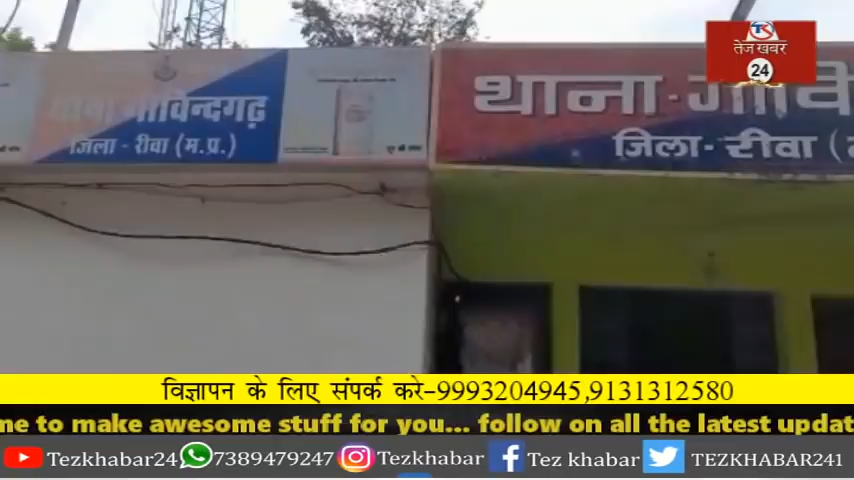 तेज खबर
24
थाना गोविन्दगढ़
जिला - रीवा (म.प्र.)
थाना - गोवि
जिला - रीवा (
विज्ञापन के लिए संपर्क करे-9993204945,9131312580
me to make awesome stuff for you... follow on all the latest updat
Tezkhabar24 7389479247 Tezkhabar Tez khabar TEZKHABAR241